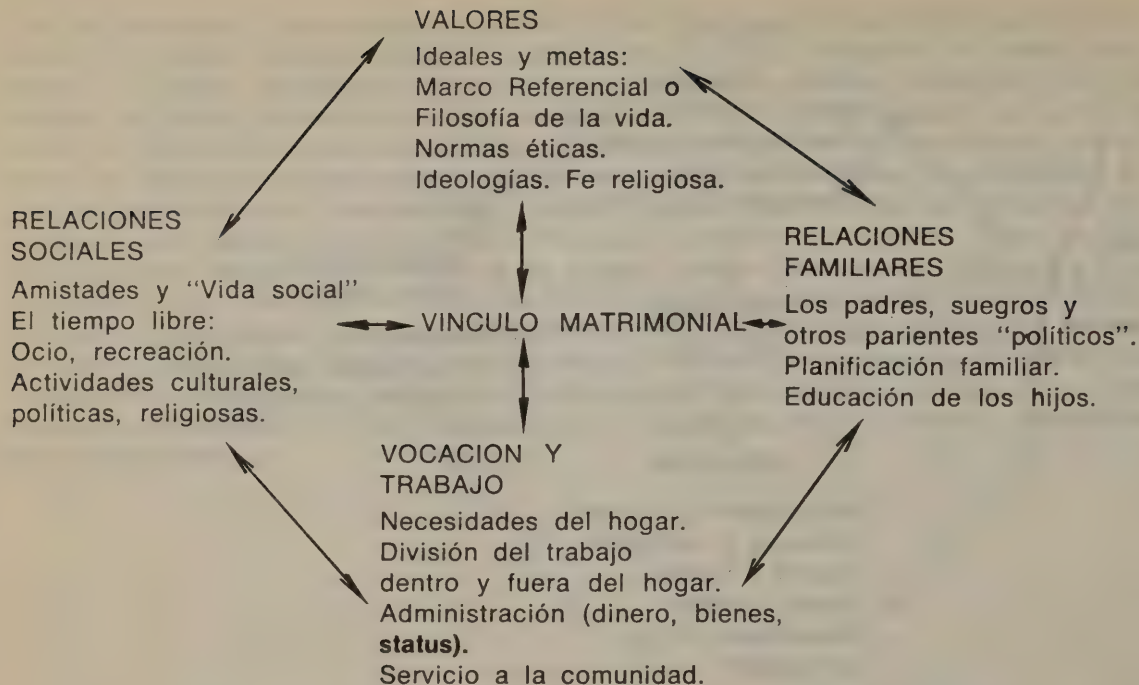 VALORES
Ideales y metas:
Marco Referencial o
Filosofía de la vida.
Normas éticas.
Ideologías. Fe religiosa.
RELACIONES
SOCIALES
Amistades y “Vida social”
El tiempo libre:
Ocio, recreación.
Actividades culturales,
políticas, religiosas.
VINCULO MATRIMONIAL
RELACIONES
FAMILIARES
Los padres, suegros y
otros parientes “políticos”.
Planificación familiar.
Educación de los hijos.
VOCACION Y
TRABAJO
Necesidades del hogar.
División del trabajo
dentro y fuera del hogar.
Administración (dinero, bienes,
status).
Servicio a la comunidad.